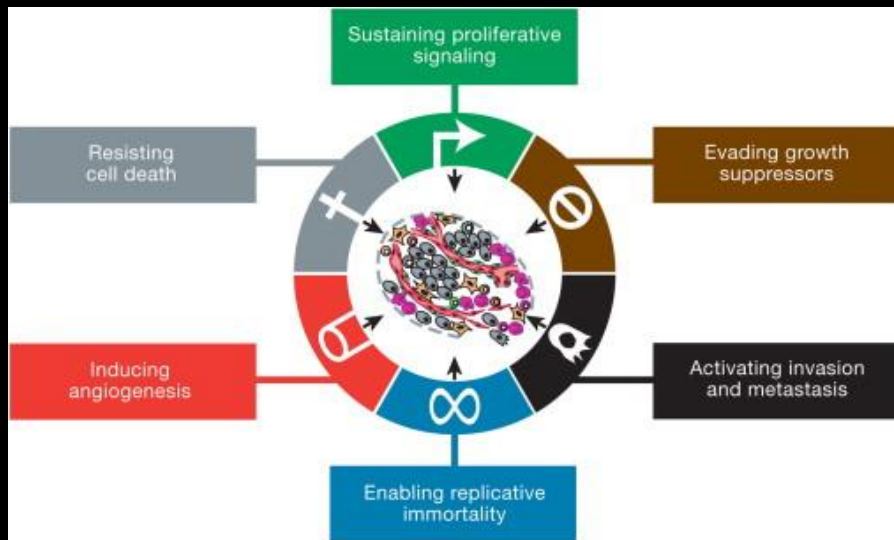 Sustaining proliferative
signaling
Resisting
cell death
Evading growth
suppressors
Inducing
angiogenesis
Activating invasion
and metastasis
Enabling replicative
immortality